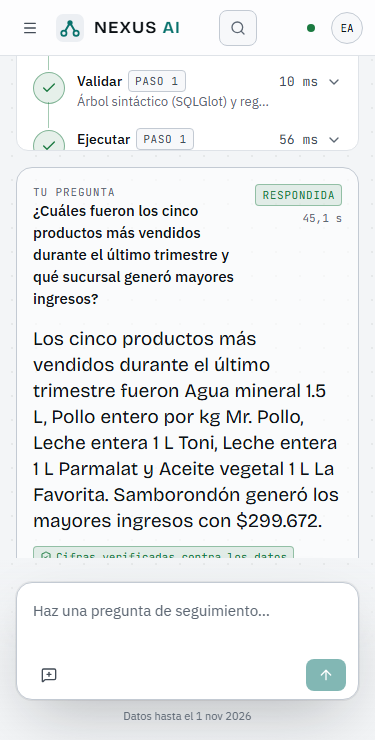 NEXUS AI
EA
Validar PASO 1 10 ms
Árbol sintáctico (SQLGlot) y reg...
Ejecutar PASO 1 56 ms
TU PREGUNTA
RESPONDIDA
45,1 s
¿Cuáles fueron los cinco
productos más vendidos
durante el último trimestre y
qué sucursal generó mayores
ingresos?
Los cinco productos más
vendidos durante el último
trimestre fueron Agua mineral 1.5
L, Pollo entero por kg Mr. Pollo,
Leche entera 1 L Toni, Leche entera
1 L Parmalat y Aceite vegetal 1 L La
Favorita. Samborondón generó los
mayores ingresos con $299.672.
Cifras verificadas contra los datos
Haz una pregunta de seguimiento...
Datos hasta el 1 nov 2026